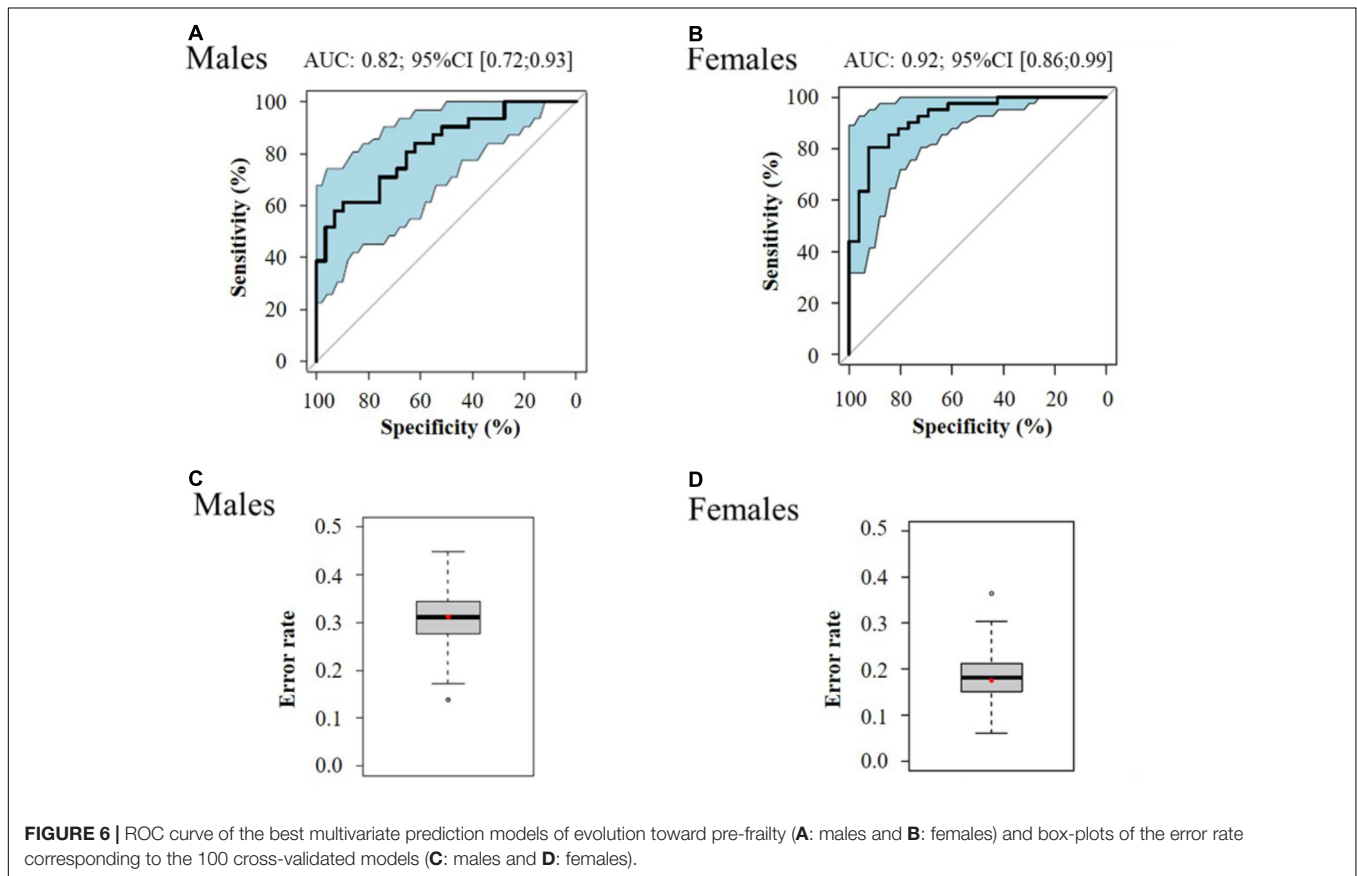 A
Males
AUC: 0.82; 95%CI [0.72;0.93]
100
80
60
40
20
0
Sensitivity (%)
100 80 60 40 20 0
Specificity (%)
B
Females
AUC: 0.92; 95%CI [0.86;0.99]
100
80
60
40
20
0
Sensitivity (%)
100 80 60 40 20 0
Specificity (%)
C
Males
0.5
0.4
0.3
0.2
0.1
0.0
Error rate
D
Females
0.5
0.4
0.3
0.2
0.1
0.0
Error rate
FIGURE 6 | ROC curve of the best multivariate prediction models of evolution toward pre-frailty (A: males and B: females) and box-plots of the error rate
corresponding to the 100 cross-validated models (C: males and D: females).